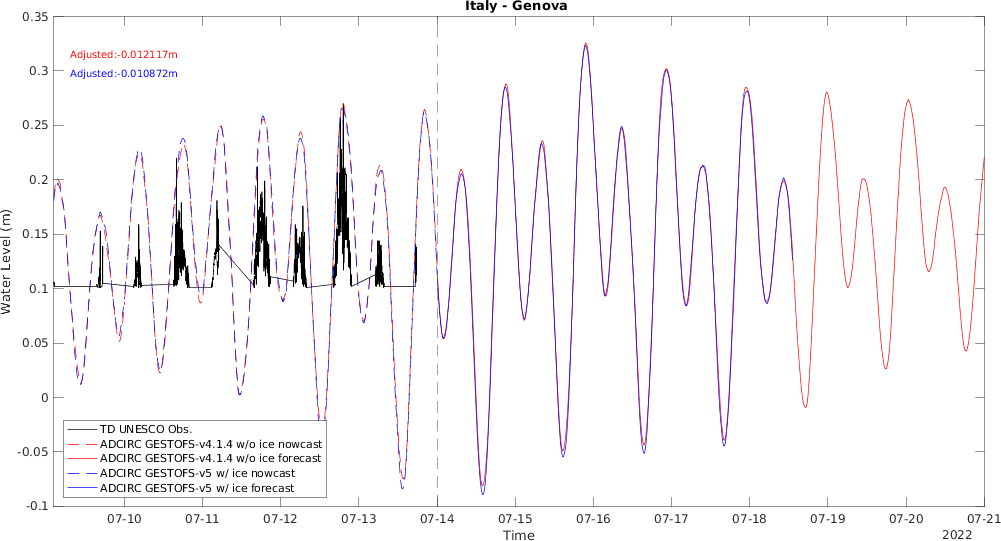 Italy - Genova
Adjusted:-0.012117m
Adjusted:-0.010872m
Water Level (m)
0.35
0.3
0.25
0.2
0.15
0.1
0.05
0
-0.05
-0.1
TD UNESCO Obs.
ADCIRC GESTOFS-v4.1.4 w/o ice nowcast
ADCIRC GESTOFS-v4.1.4 w/o ice forecast
ADCIRC GESTOFS-v5 w/ ice nowcast
ADCIRC GESTOFS-v5 w/ ice forecast
07-10 07-11 07-12 07-13 07-14 07-15 07-16 07-17 07-18 07-19 07-20 07-21
Time
2022